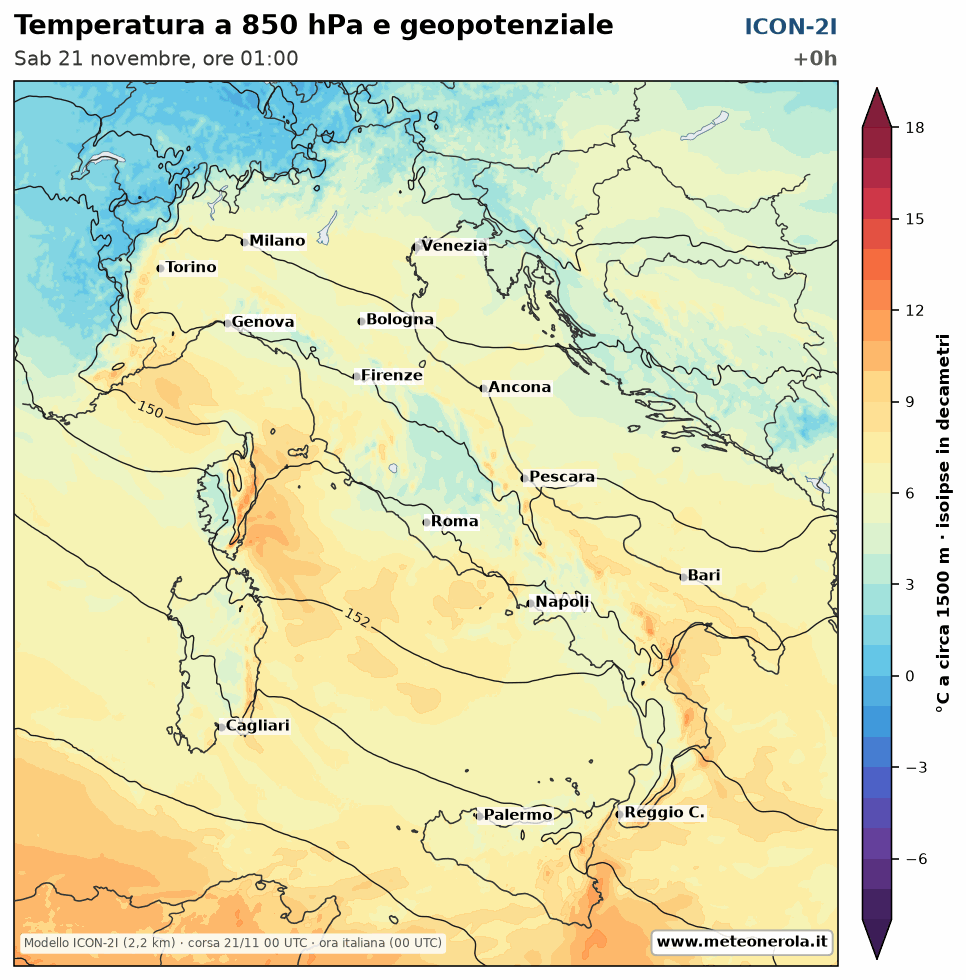 Temperatura a 850 hPa e geopotenziale
ICON-2I
Sab 21 novembre, ore 01:00
+0h
Milano
Venezia
Torino
Genova
Bologna
Firenze
Ancona
150
Pescara
Roma
Bari
Napoli
152
Cagliari
Palermo
Reggio C.
Modello ICON-2I (2,2 km) · corsa 21/11 00 UTC · ora italiana (00 UTC)
www.meteonerola.it
18
15
12
9
6
3
0
−3
−6
°C a circa 1500 m · isoipse in decametri